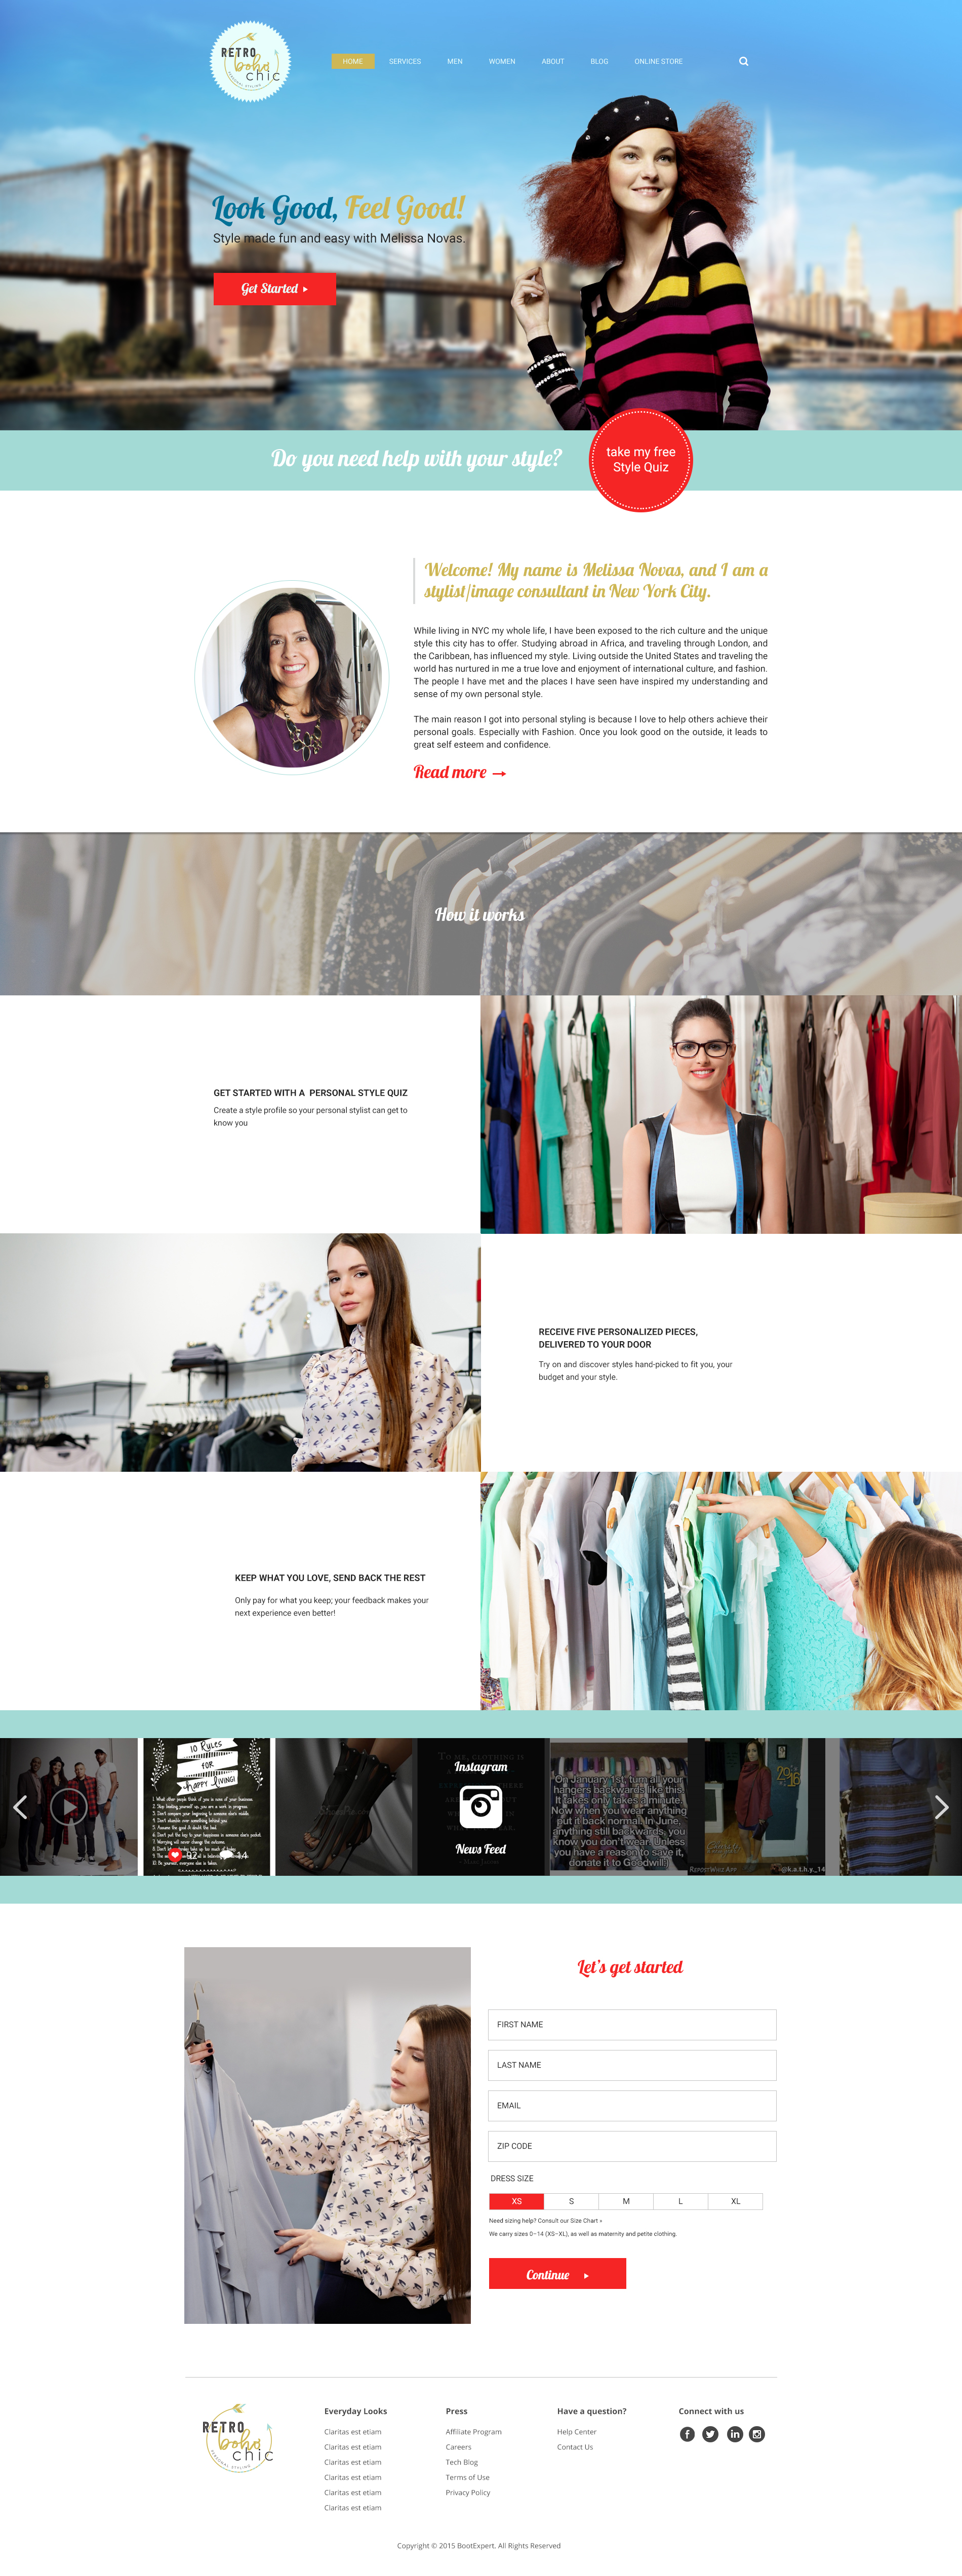 RETRO
boho
chic
PERSONAL STYLING
HOME
SERVICES
MEN
WOMEN
ABOUT
BLOG
ONLINE STORE
Look Good, Feel Good!
Style made fun and easy with Melissa Novas.
Get Started
Do you need help with your style?
take my free
Style Quiz
Welcome! My name is Melissa Novas, and I am a
stylist/image consultant in New York City.
While living in NYC my whole life, I have been exposed to the rich culture and the unique
style this city has to offer. Studying abroad in Africa, and traveling through London, and
the Caribbean, has influenced my style. Living outside the United States and traveling the
world has nurtured in me a true love and enjoyment of international culture, and fashion.
The people I have met and the places I have seen have inspired my understanding and
sense of my own personal style.
The main reason I got into personal styling is because I love to help others achieve their
personal goals. Especially with Fashion. Once you look good on the outside, it leads to
great self esteem and confidence.
Read more
How it works
GET STARTED WITH A PERSONAL STYLE QUIZ
Create a style profile so your personal stylist can get to
know you
RECEIVE FIVE PERSONALIZED PIECES,
DELIVERED TO YOUR DOOR
Try on and discover styles hand-picked to fit you, your
budget and your style.
KEEP WHAT YOU LOVE, SEND BACK THE REST
Only pay for what you keep; your feedback makes your
next experience even better!
10 Rules
FOR
HAPPY LIVING!
14
Instagram
News Feed
On January 1st, turn all your
hangers backwards like this.
It takes only takes a minute.
Now when you wear anything
put it back normal. In June,
anything still backwards, you
know you don't wear. Unless
you have a reason to save it,
donate it to Goodwill!
2016
REPOSTWHIZ APP
@k.a.t.h.y._14
Let's get started
FIRST NAME
LAST NAME
EMAIL
ZIP CODE
DRESS SIZE
XS
S
M
L
XL
Need sizing help? Consult our Size Chart »
We carry sizes 0–14 (XS–XL), as well as maternity and petite clothing.
Continue
RETRO
boho
chic
PERSONAL STYLING
Everyday Looks
Claritas est etiam
Claritas est etiam
Claritas est etiam
Claritas est etiam
Claritas est etiam
Claritas est etiam
Press
Affiliate Program
Careers
Tech Blog
Terms of Use
Privacy Policy
Have a question?
Help Center
Contact Us
Connect with us
Copyright © 2015 BootExpert. All Rights Reserved